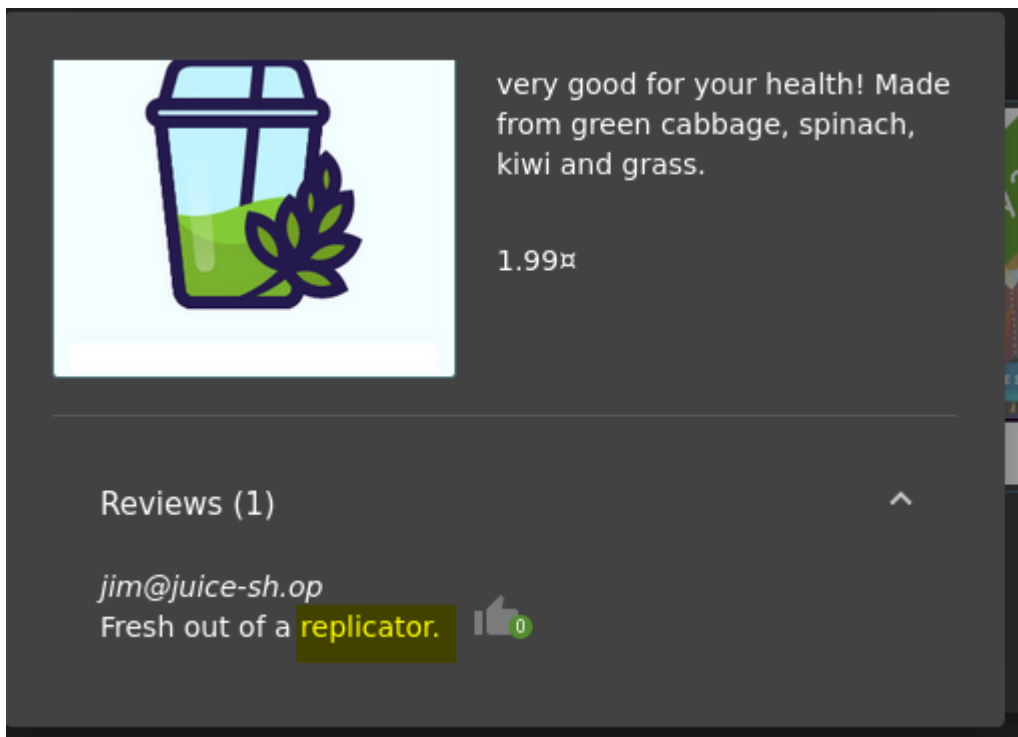 very good for your health! Made
from green cabbage, spinach,
kiwi and grass.
1.99¤
Reviews (1)
jim@juice-sh.op
Fresh out of a replicator.
0